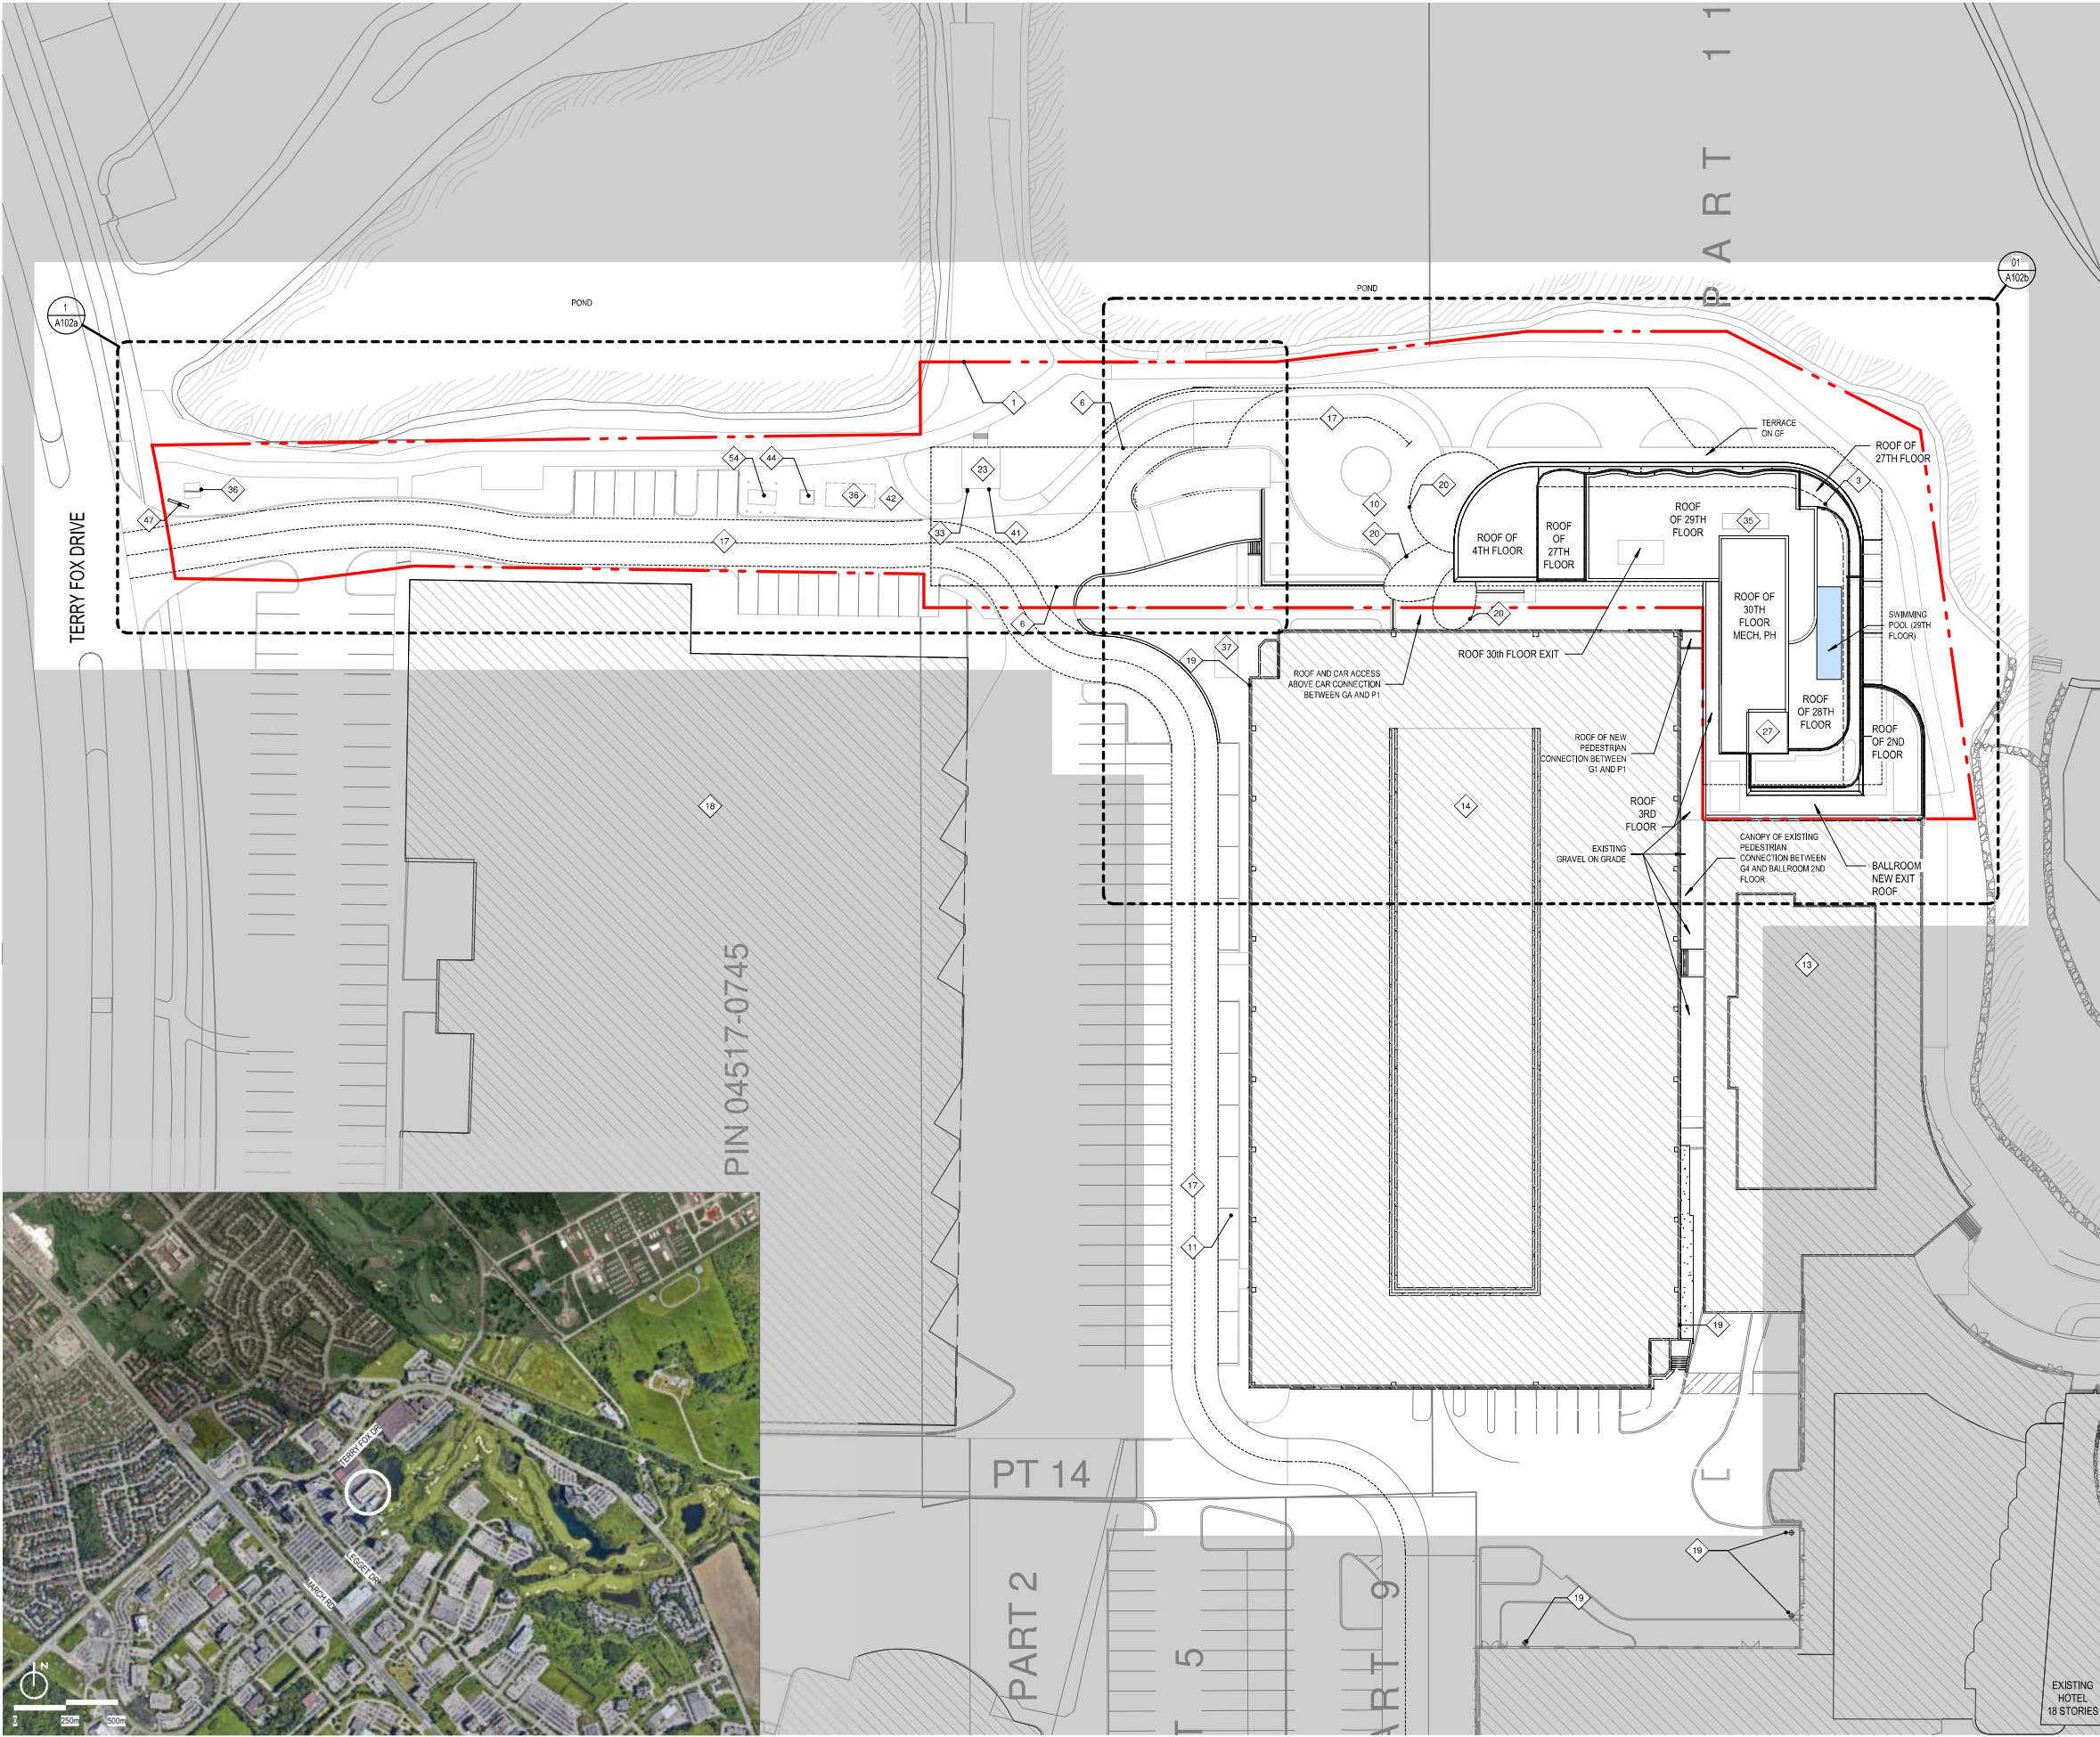 PART 11
01
A102b
1
A102a
POND
POND
1
6
17
TERRACE
ON GF
ROOF OF
27TH FLOOR
3
54
44
23
20
36
36
42
10
47
33
41
20
17
TERRY FOX DRIVE
ROOF OF
4TH FLOOR
ROOF
OF
27TH
FLOOR
ROOF
OF 29TH
FLOOR
35
ROOF OF
30TH
FLOOR
MECH, PH
SWIMMING
POOL (29TH
FLOOR)
6
20
37
19
ROOF 30th FLOOR EXIT
ROOF AND CAR ACCESS
ABOVE CAR CONNECTION
BETWEEN GA AND P1
ROOF
OF 28TH
FLOOR
27
ROOF
OF 2ND
FLOOR
ROOF OF NEW
PEDESTRIAN
CONNECTION BETWEEN
G1 AND P1
18
14
ROOF
3RD
FLOOR
EXISTING
GRAVEL ON GRADE
CANOPY OF EXISTING
PEDESTRIAN
CONNECTION BETWEEN
G4 AND BALLROOM 2ND
FLOOR
BALLROOM
NEW EXIT
ROOF
13
PIN 04517-0745
17
11
19
PT 14
PART 2
T 5
ART 9
19
19
TERRY FOX DR
LEGGET DR
MARCH RD
N
0
250m
500m
EXISTING
HOTEL
18 STORIES